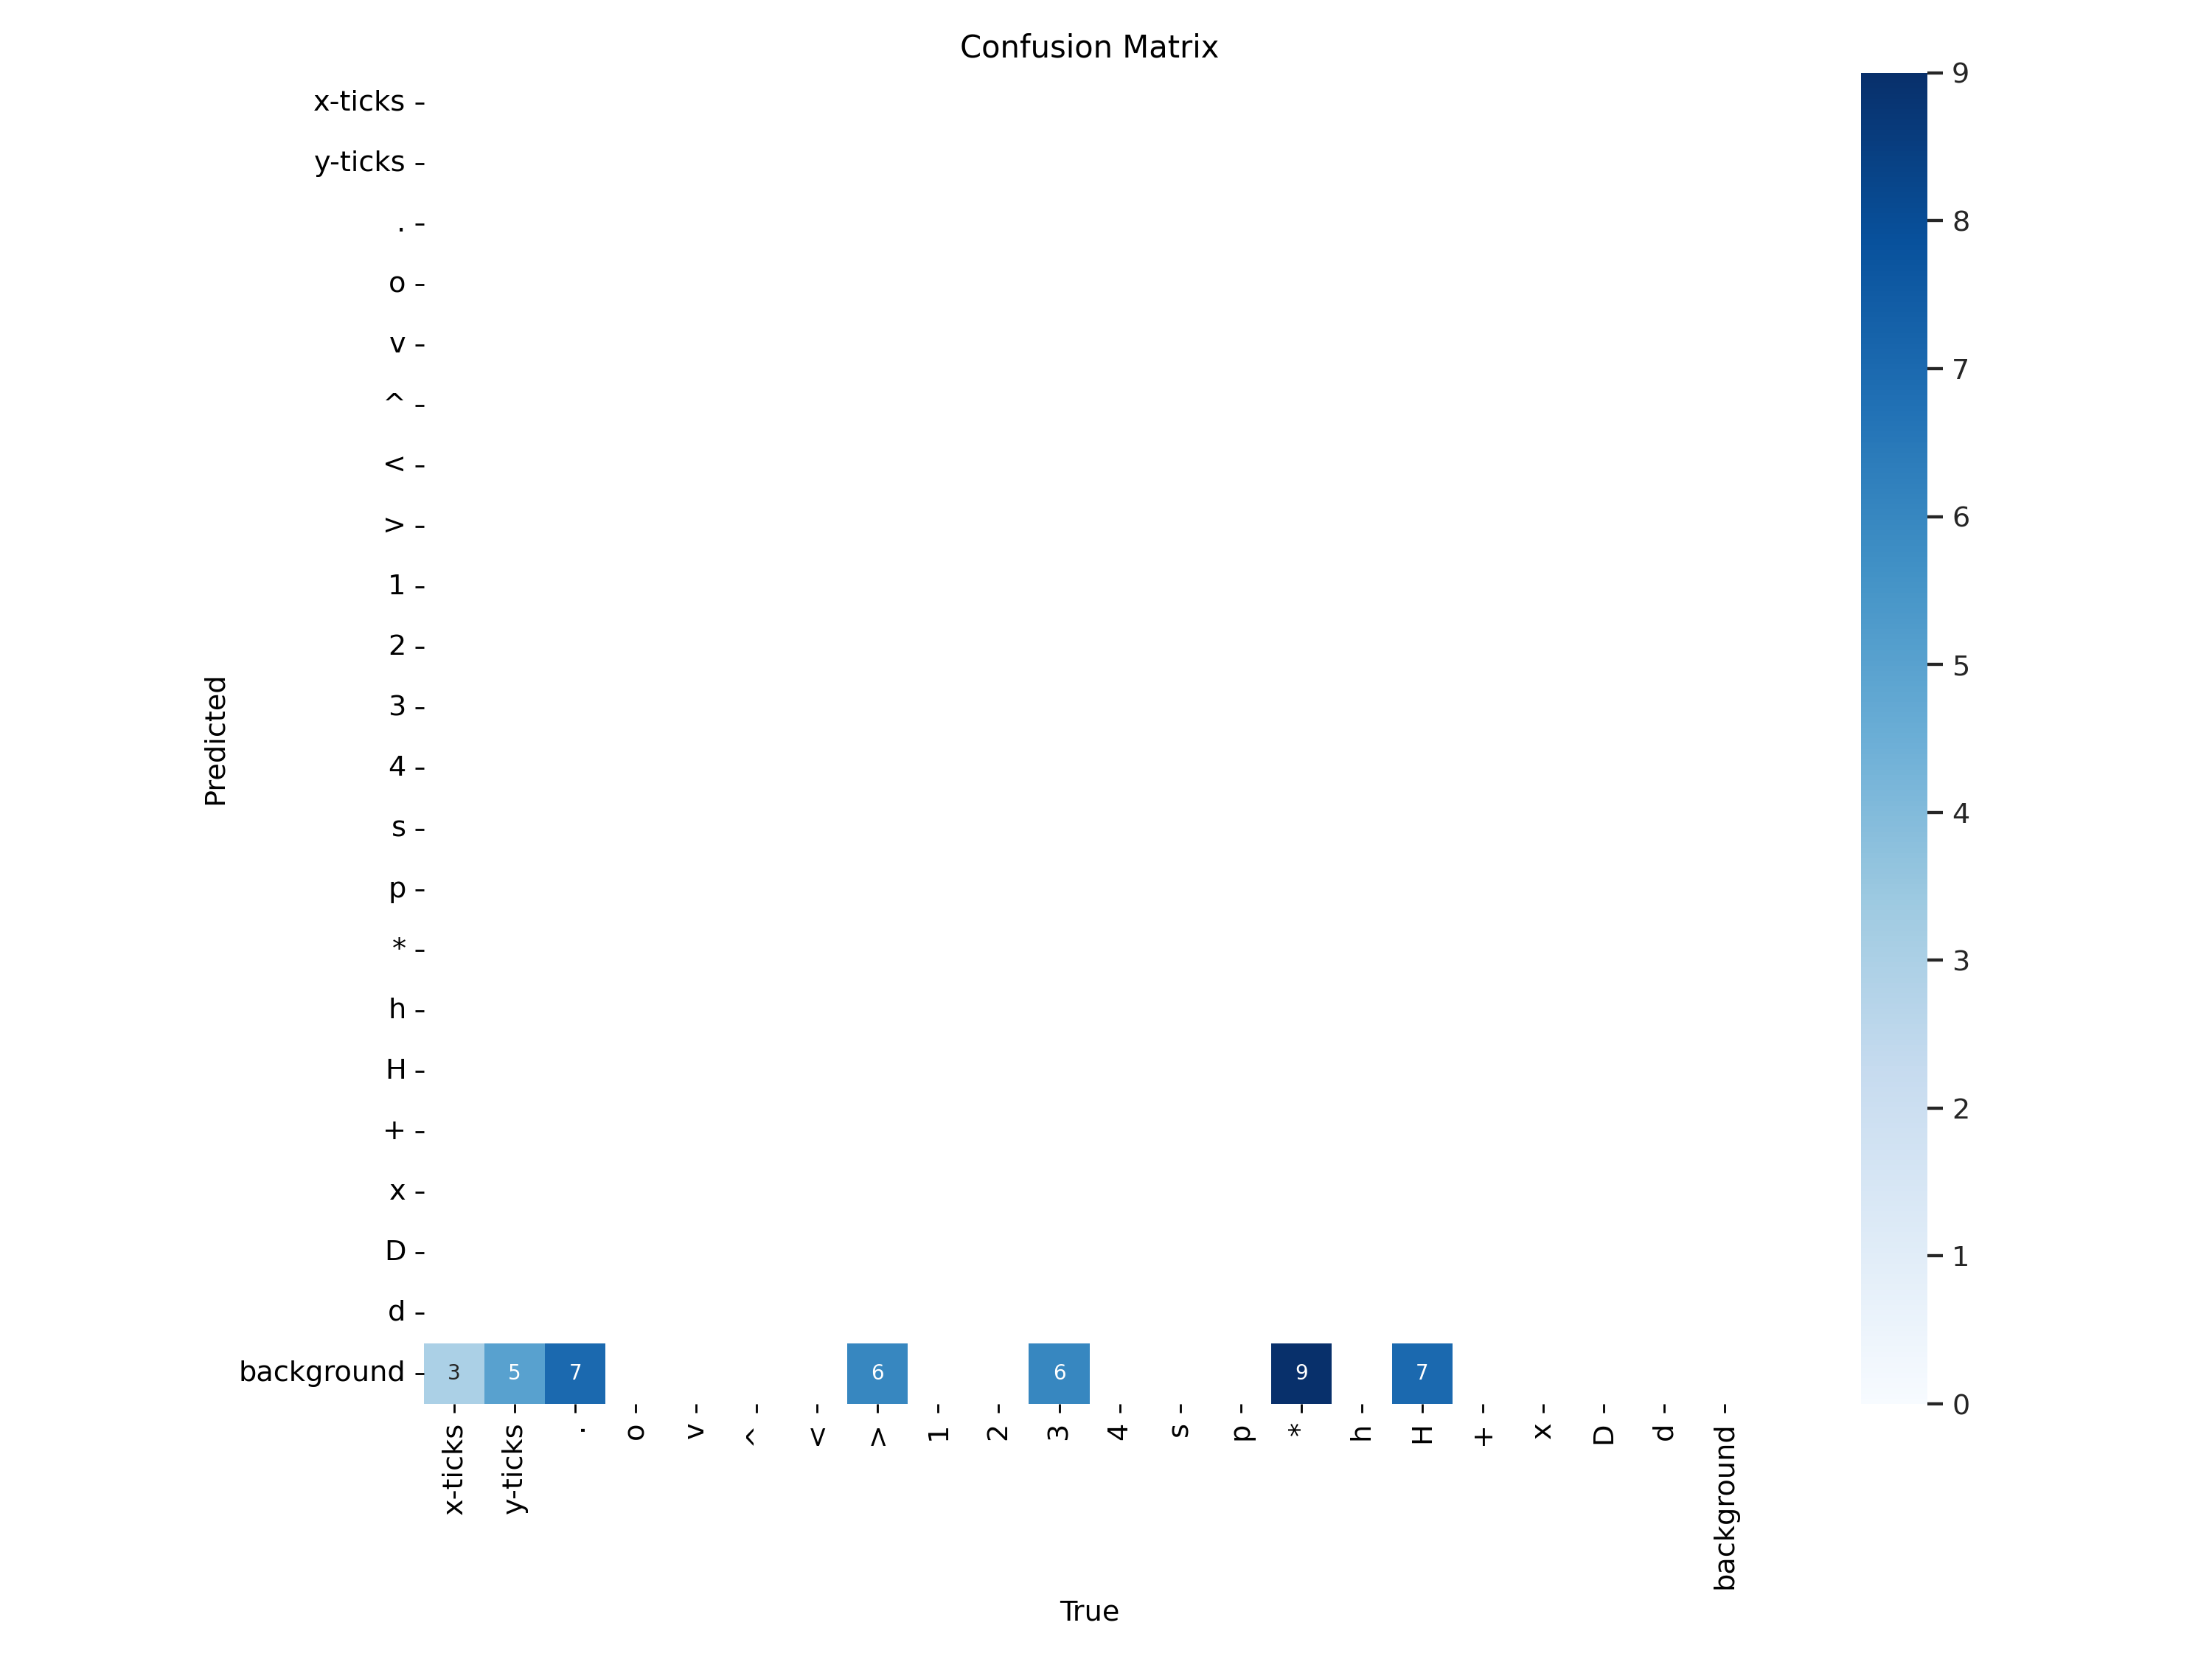 Confusion Matrix
x-ticks
y-ticks
.
o
v
^
<
>
1
2
3
4
s
p
*
h
H
+
x
D
d
background
Predicted
3 5 7 6 6 9 7
x-ticks y-ticks . o v ^ < > 1 2 3 4 s p * h H + x D d background
True
9
8
7
6
5
4
3
2
1
0